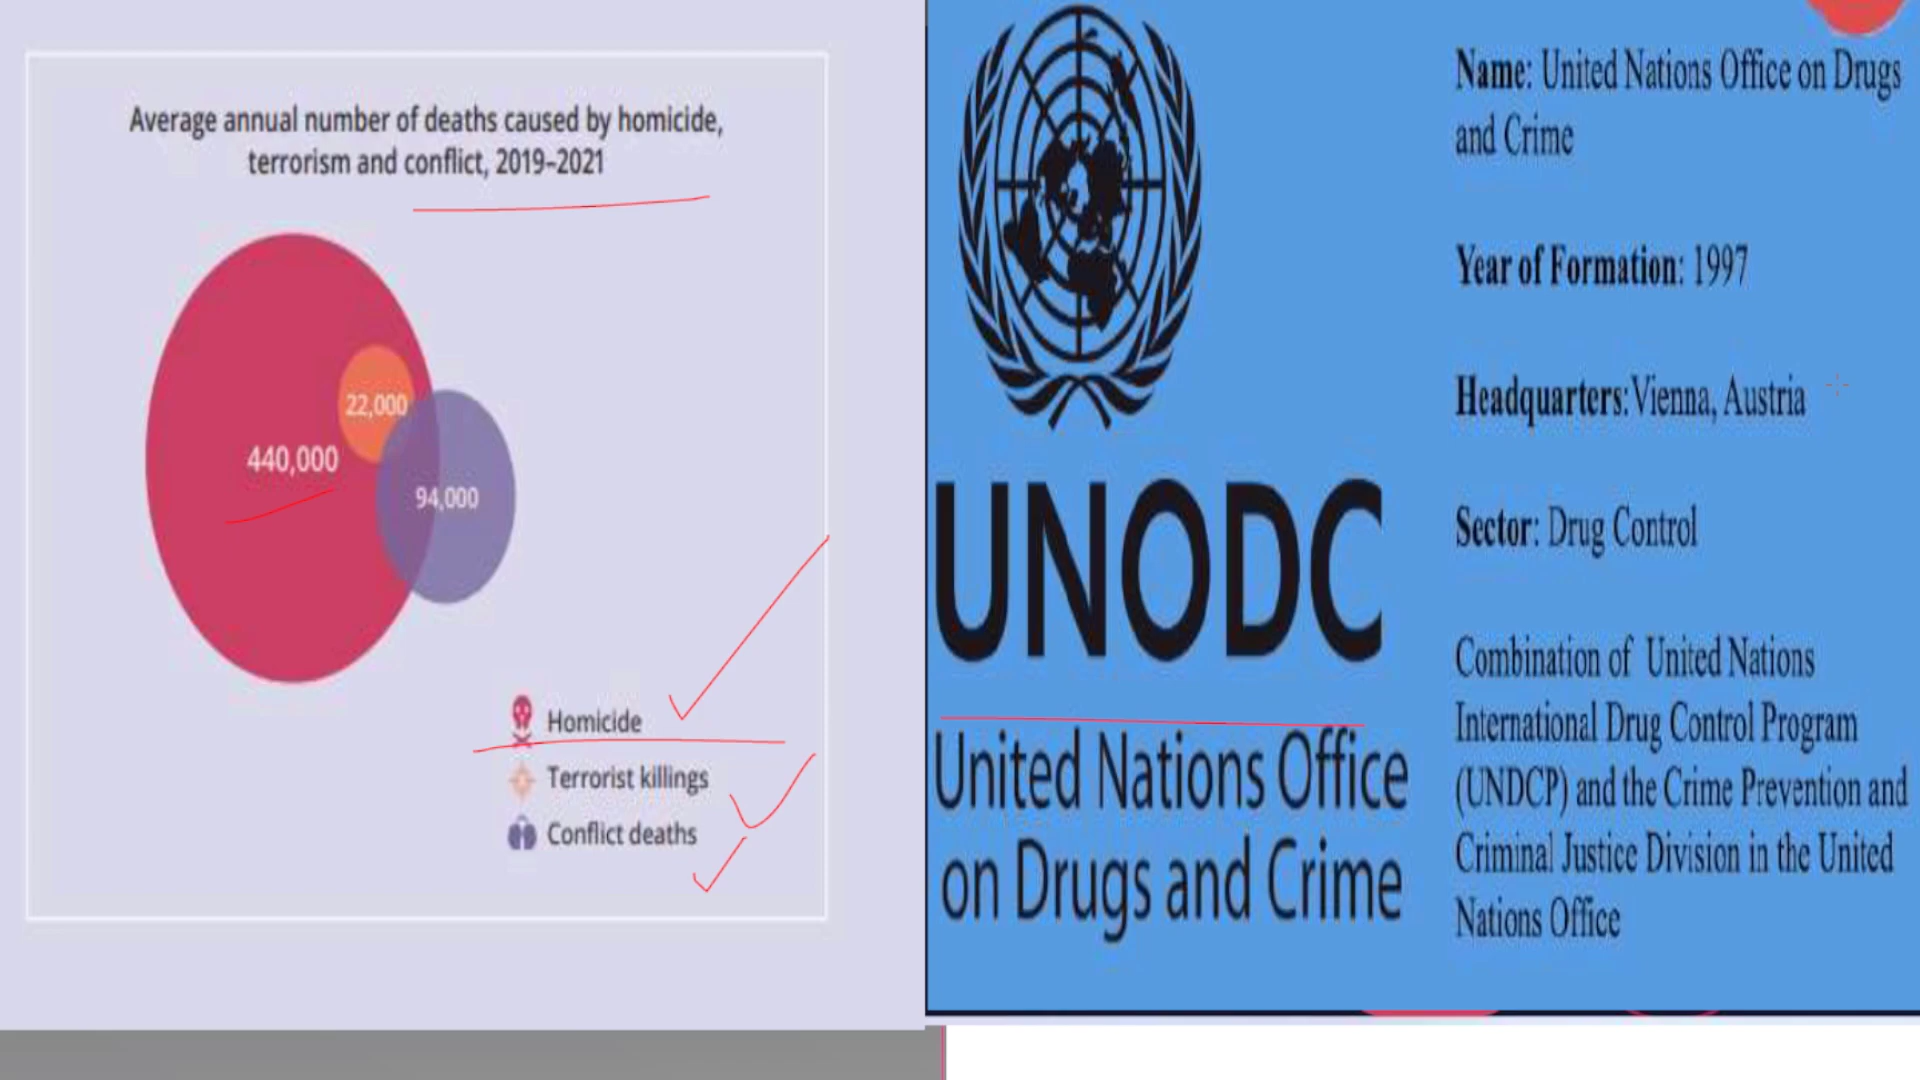 Average annual number of deaths caused by homicide,
terrorism and conflict, 2019–2021
22,000
440,000
94,000
Homicide
Terrorist killings
Conflict deaths
UNODC
United Nations Office
on Drugs and Crime
Name: United Nations Office on Drugs
and Crime
Year of Formation: 1997
Headquarters:Vienna, Austria
Sector: Drug Control
Combination of United Nations
International Drug Control Program
(UNDCP) and the Crime Prevention and
Criminal Justice Division in the United
Nations Office